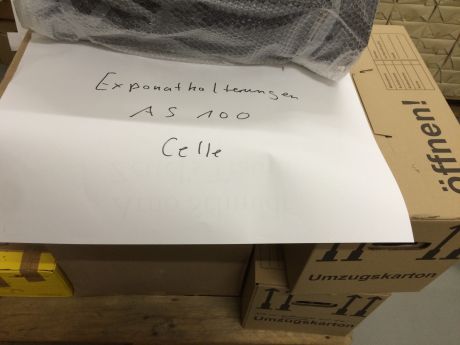 Exponathalterungen
AS 100
Celle
öffnen!
Umzugskarton
Umzugskarton